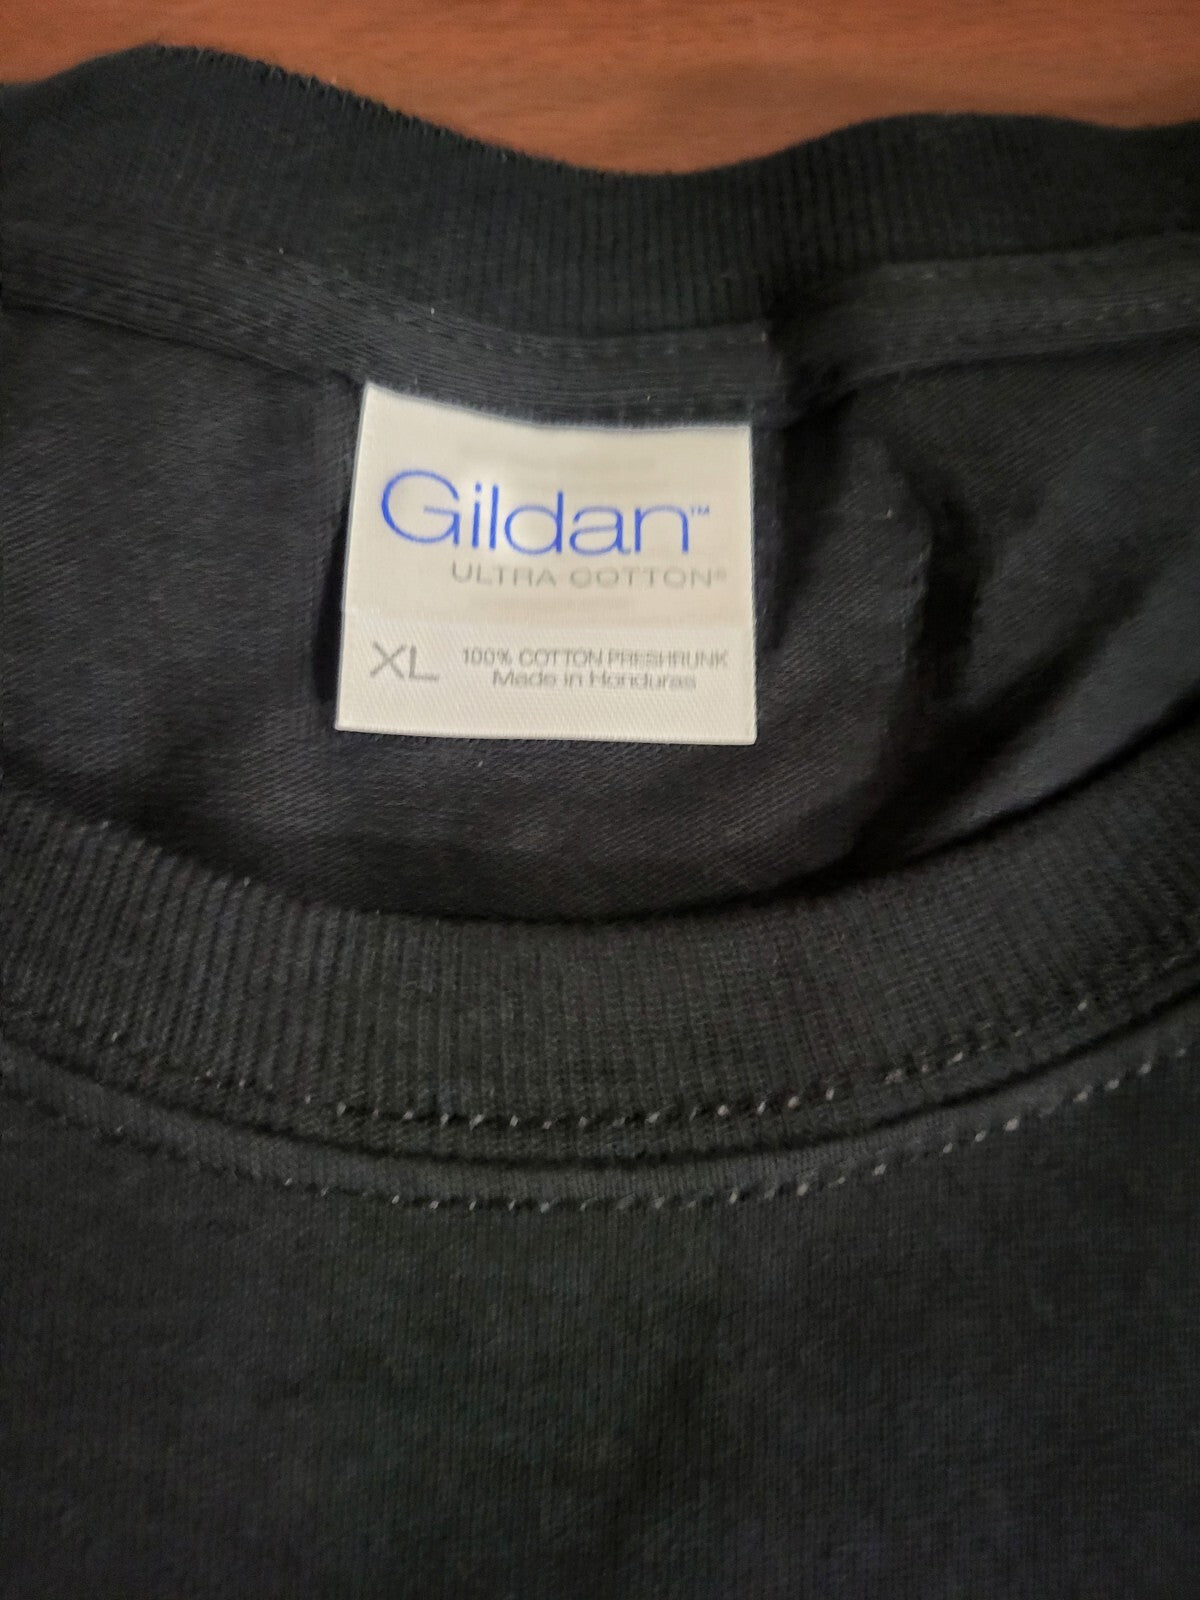 Gildan™
ULTRA COTTON®
XL
100% COTTON PRESHRUNK
Made in Honduras